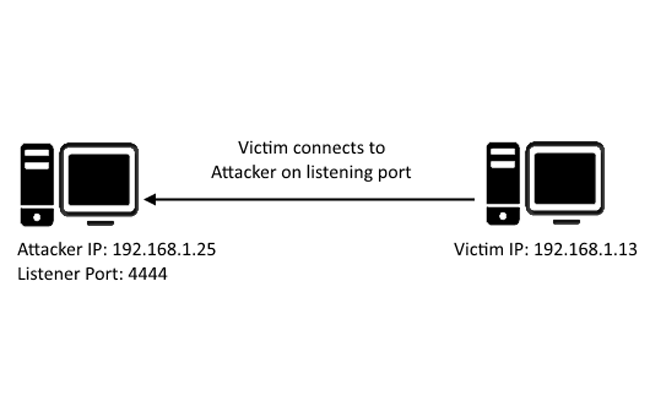 Victim connects to
Attacker on listening port
Attacker IP: 192.168.1.25
Listener Port: 4444
Victim IP: 192.168.1.13